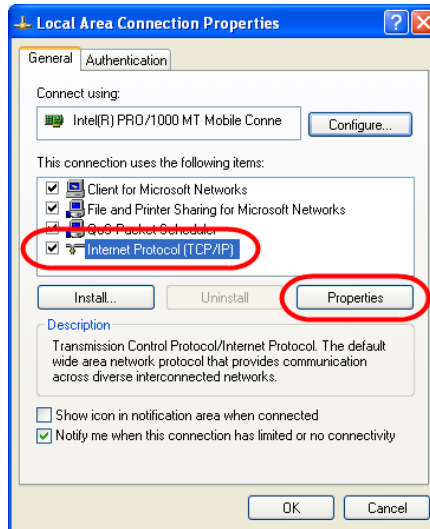 Local Area Connection Properties
General
Authentication
Connect using:
Intel(R) PRO/1000 MT Mobile Conne
Configure...
This connection uses the following items:
Client for Microsoft Networks
File and Printer Sharing for Microsoft Networks
QoS Packet Scheduler
Internet Protocol (TCP/IP)
Install...
Uninstall
Properties
Description
Transmission Control Protocol/Internet Protocol. The default
wide area network protocol that provides communication
across diverse interconnected networks.
Show icon in notification area when connected
Notify me when this connection has limited or no connectivity
OK
Cancel